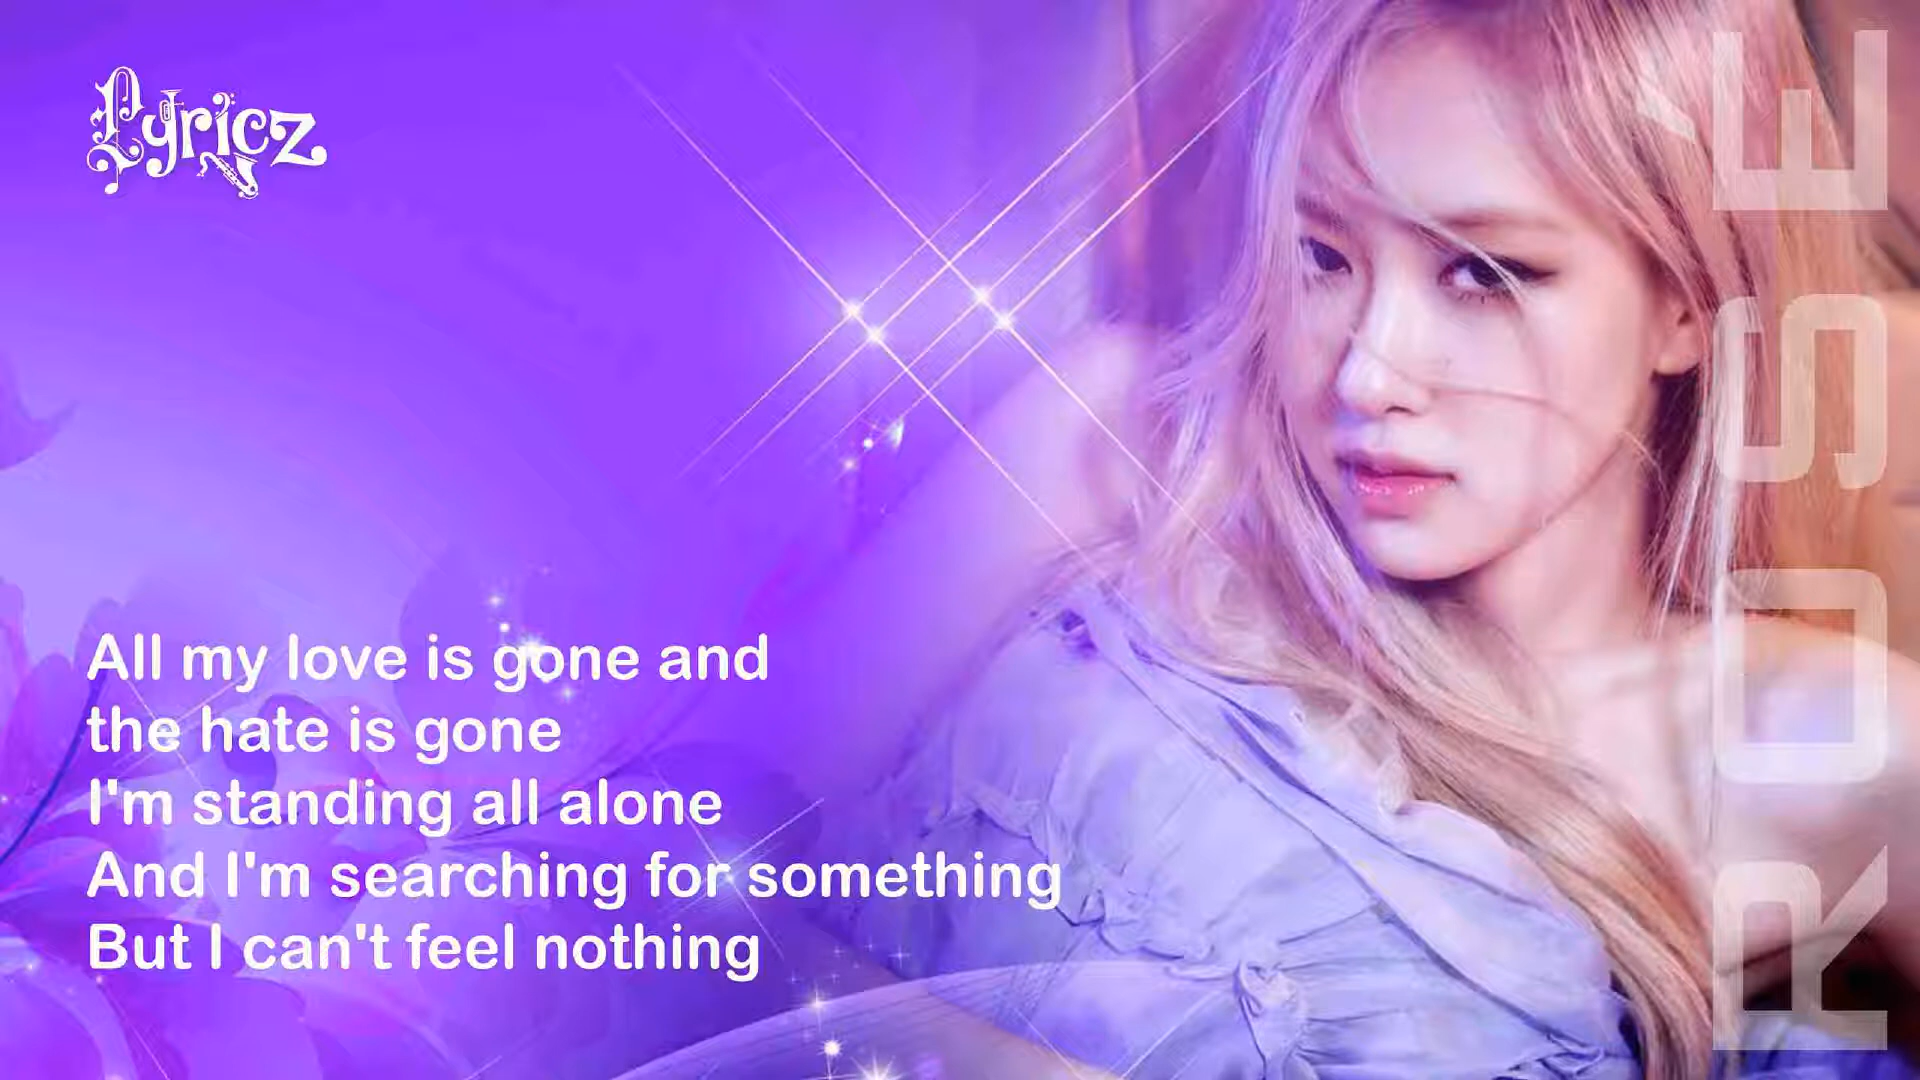 Lyricz
All my love is gone and
the hate is gone
I'm standing all alone
And I'm searching for something
But I can't feel nothing
ROSÈ